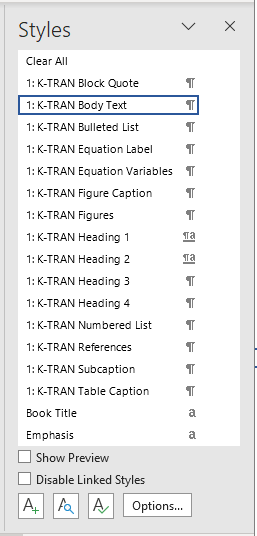 Styles
Clear All
1: K-TRAN Block Quote ¶
1: K-TRAN Body Text ¶
1: K-TRAN Bulleted List ¶
1: K-TRAN Equation Label ¶
1: K-TRAN Equation Variables ¶
1: K-TRAN Figure Caption ¶
1: K-TRAN Figures ¶
1: K-TRAN Heading 1 ¶a
1: K-TRAN Heading 2 ¶a
1: K-TRAN Heading 3 ¶
1: K-TRAN Heading 4 ¶
1: K-TRAN Numbered List ¶
1: K-TRAN References ¶
1: K-TRAN Subcaption ¶
1: K-TRAN Table Caption ¶
Book Title a
Emphasis a
Show Preview
Disable Linked Styles
Options...